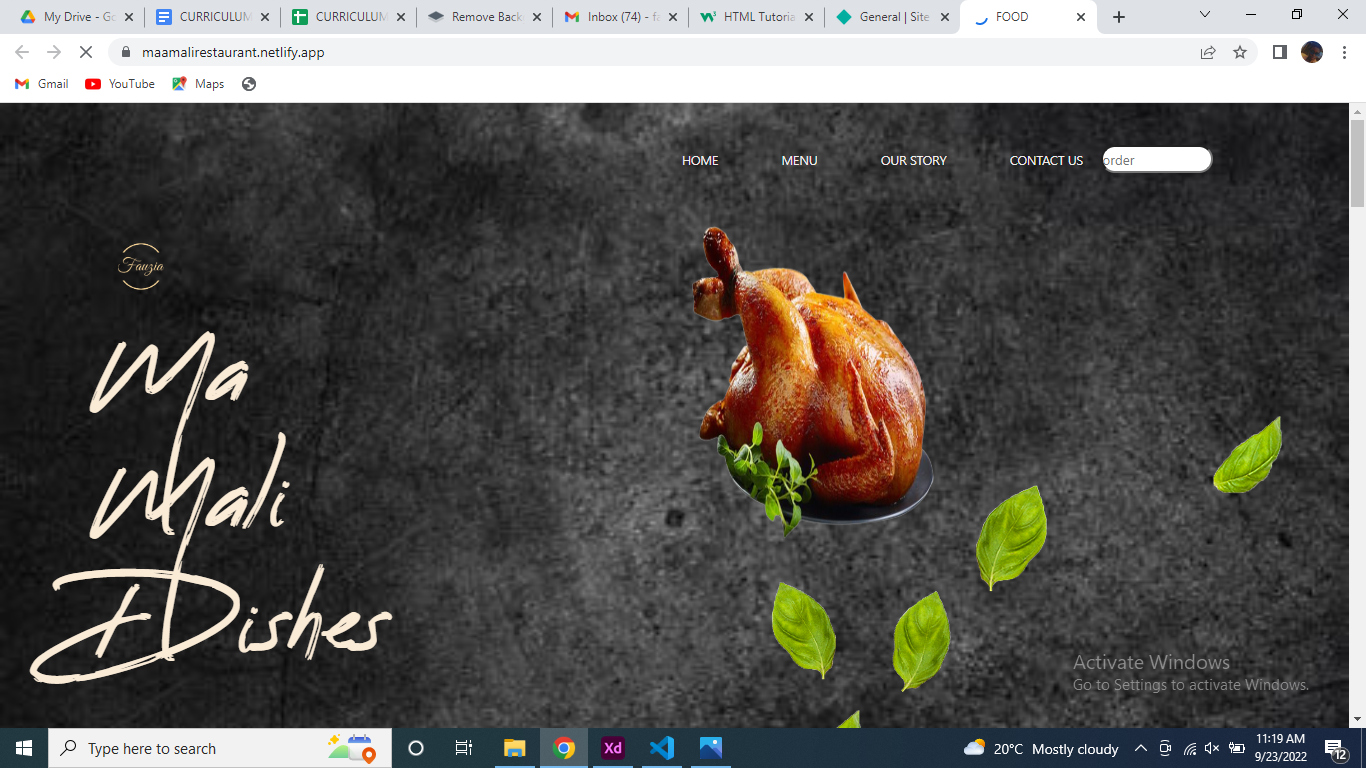 My Drive - Go
CURRICULUM
CURRICULUM
Remove Back
Inbox (74) - fa
HTML Tutoria
General | Site
FOOD
maamalirestaurant.netlify.app
Gmail
YouTube
Maps
HOME
MENU
OUR STORY
CONTACT US
order
Fauzia
Ma
Mali
Dishes
Activate Windows
Go to Settings to activate Windows.
Type here to search
Xd
20°C Mostly cloudy
11:19 AM
9/23/2022
12